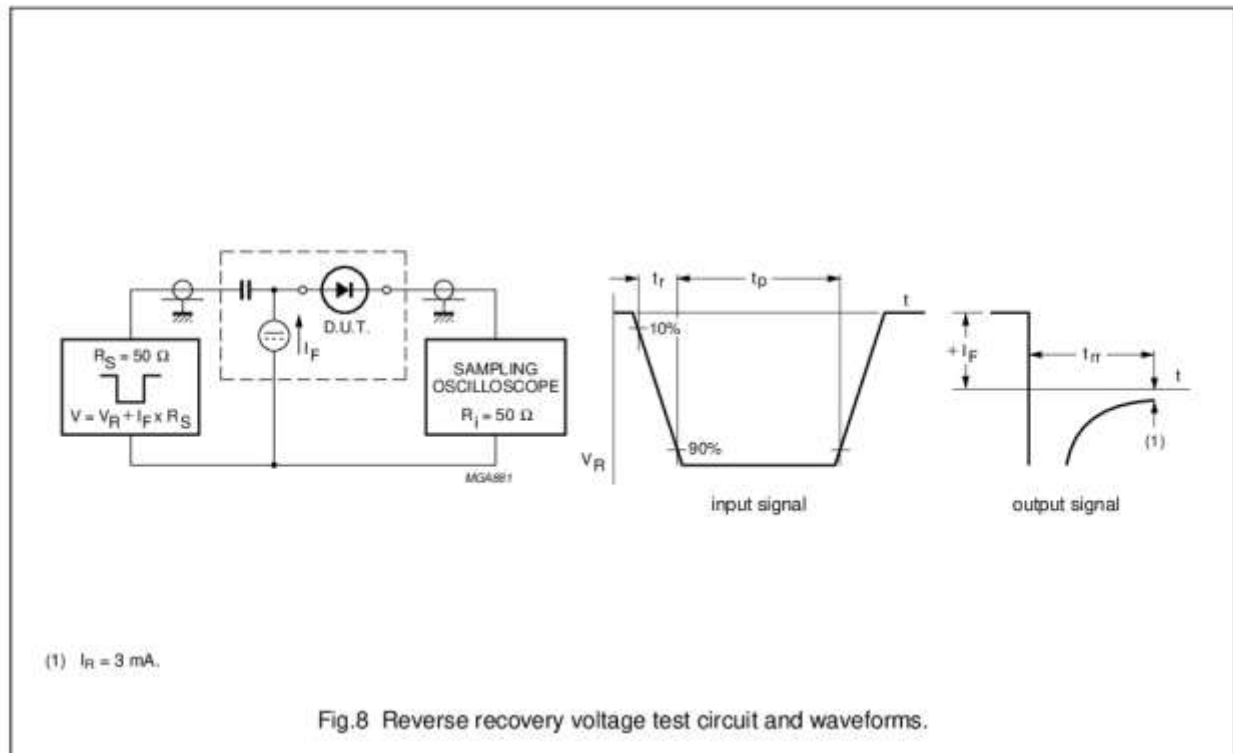 R_S = 50 Ω
V = V_R + I_F x R_S
I_F
D.U.T.
SAMPLING
OSCILLOSCOPE
R_i = 50 Ω
MGA881
t_r
t_p
t
10%
90%
V_R
input signal
+ I_F
t_rr
t
(1)
output signal
(1) I_R = 3 mA.
Fig.8 Reverse recovery voltage test circuit and waveforms.